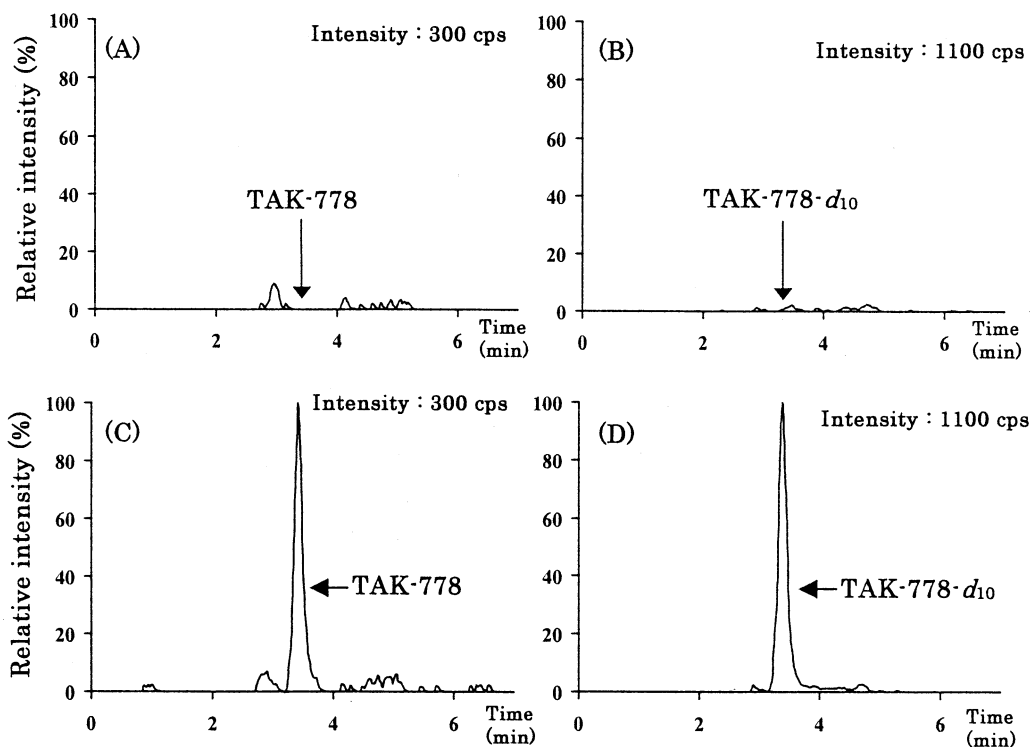 Relative intensity (%)
100
80
60
40
20
0
(A)
Intensity : 300 cps
TAK-778
0
2
4
6
Time
(min)
100
80
60
40
20
0
(B)
Intensity : 1100 cps
TAK-778-d10
0
2
4
6
Time
(min)
Relative intensity (%)
100
80
60
40
20
0
(C)
Intensity : 300 cps
TAK-778
0
2
4
6
Time
(min)
100
80
60
40
20
0
(D)
Intensity : 1100 cps
TAK-778-d10
0
2
4
6
Time
(min)